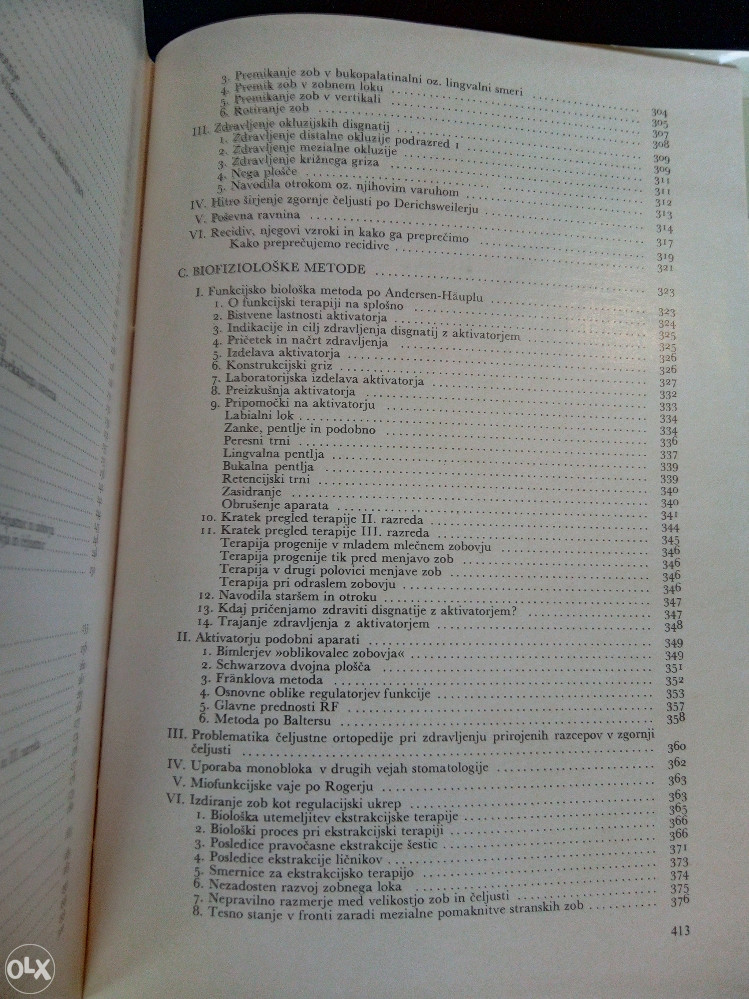 3. Premikanje zob v bukopalatinalni oz. lingvalni smeri 304
4. Premik zob v zobnem loku 305
5. Premikanje zob v vertikali 307
6. Rotiranje zob 308
III. Zdravljenje okluzijskih disgnatij 309
1. Zdravljenje distalne okluzije podrazred 1 309
2. Zdravljenje mezialne okluzije 311
3. Zdravljenje križnega griza 311
4. Nega plošče 312
5. Navodila otrokom oz. njihovim varuhom 313
IV. Hitro širjenje zgornje čeljusti po Derichsweilerju 314
V. Poševna ravnina 317
VI. Recidiv, njegovi vzroki in kako ga preprečimo 319
Kako preprečujemo recidive 321
C. BIOFIZIOLOŠKE METODE 323
I. Funkcijsko biološka metoda po Andersen-Häuplu 323
1. O funkcijski terapiji na splošno 324
2. Bistvene lastnosti aktivatorja 325
3. Indikacije in cilj zdravljenja disgnatij z aktivatorjem 325
4. Pričetek in načrt zdravljenja 326
5. Izdelava aktivatorja 326
6. Konstrukcijski griz 327
7. Laboratorijska izdelava aktivatorja 332
8. Preizkušnja aktivatorja 333
9. Pripomočki na aktivatorju 334
Labialni lok 334
Zanke, pentlje in podobno 336
Peresni trni 337
Lingvalna pentlja 339
Bukalna pentlja 339
Retencijski trni 340
Zasidranje 340
Obrušenje aparata 341
10. Kratek pregled terapije II. razreda 344
11. Kratek pregled terapije III. razreda 345
Terapija progenije v mladem mlečnem zobovju 346
Terapija progenije tik pred menjavo zob 346
Terapija v drugi polovici menjave zob 346
Terapija pri odraslem zobovju 346
12. Navodila staršem in otroku 347
13. Kdaj pričenjamo zdraviti disgnatije z aktivatorjem? 347
14. Trajanje zdravljenja z aktivatorjem 348
II. Aktivatorju podobni aparati 349
1. Bimlerjev »oblikovalec zobovja« 349
2. Schwarzova dvojna plošča 351
3. Fränklova metoda 352
4. Osnovne oblike regulatorjev funkcije 353
5. Glavne prednosti RF 357
6. Metoda po Baltersu 358
III. Problematika čeljustne ortopedije pri zdravljenju prirojenih razcepov v zgornji
čeljusti 360
IV. Uporaba monobloka v drugih vejah stomatologije 362
V. Miofunkcijske vaje po Rogerju 363
VI. Izdiranje zob kot regulacijski ukrep 363
1. Biološka utemeljitev ekstrakcijske terapije 365
2. Biološki proces pri ekstrakcijski terapiji 366
3. Posledice pravočasne ekstrakcije šestic 366
4. Posledice ekstrakcije ličnikov 371
5. Smernice za ekstrakcijsko terapijo 373
6. Nezadosten razvoj zobnega loka 374
7. Nepravilno razmerje med velikostjo zob in čeljusti 375
8. Tesno stanje v fronti zaradi mezialne pomaknitve stranskih zob 376
413
OLX